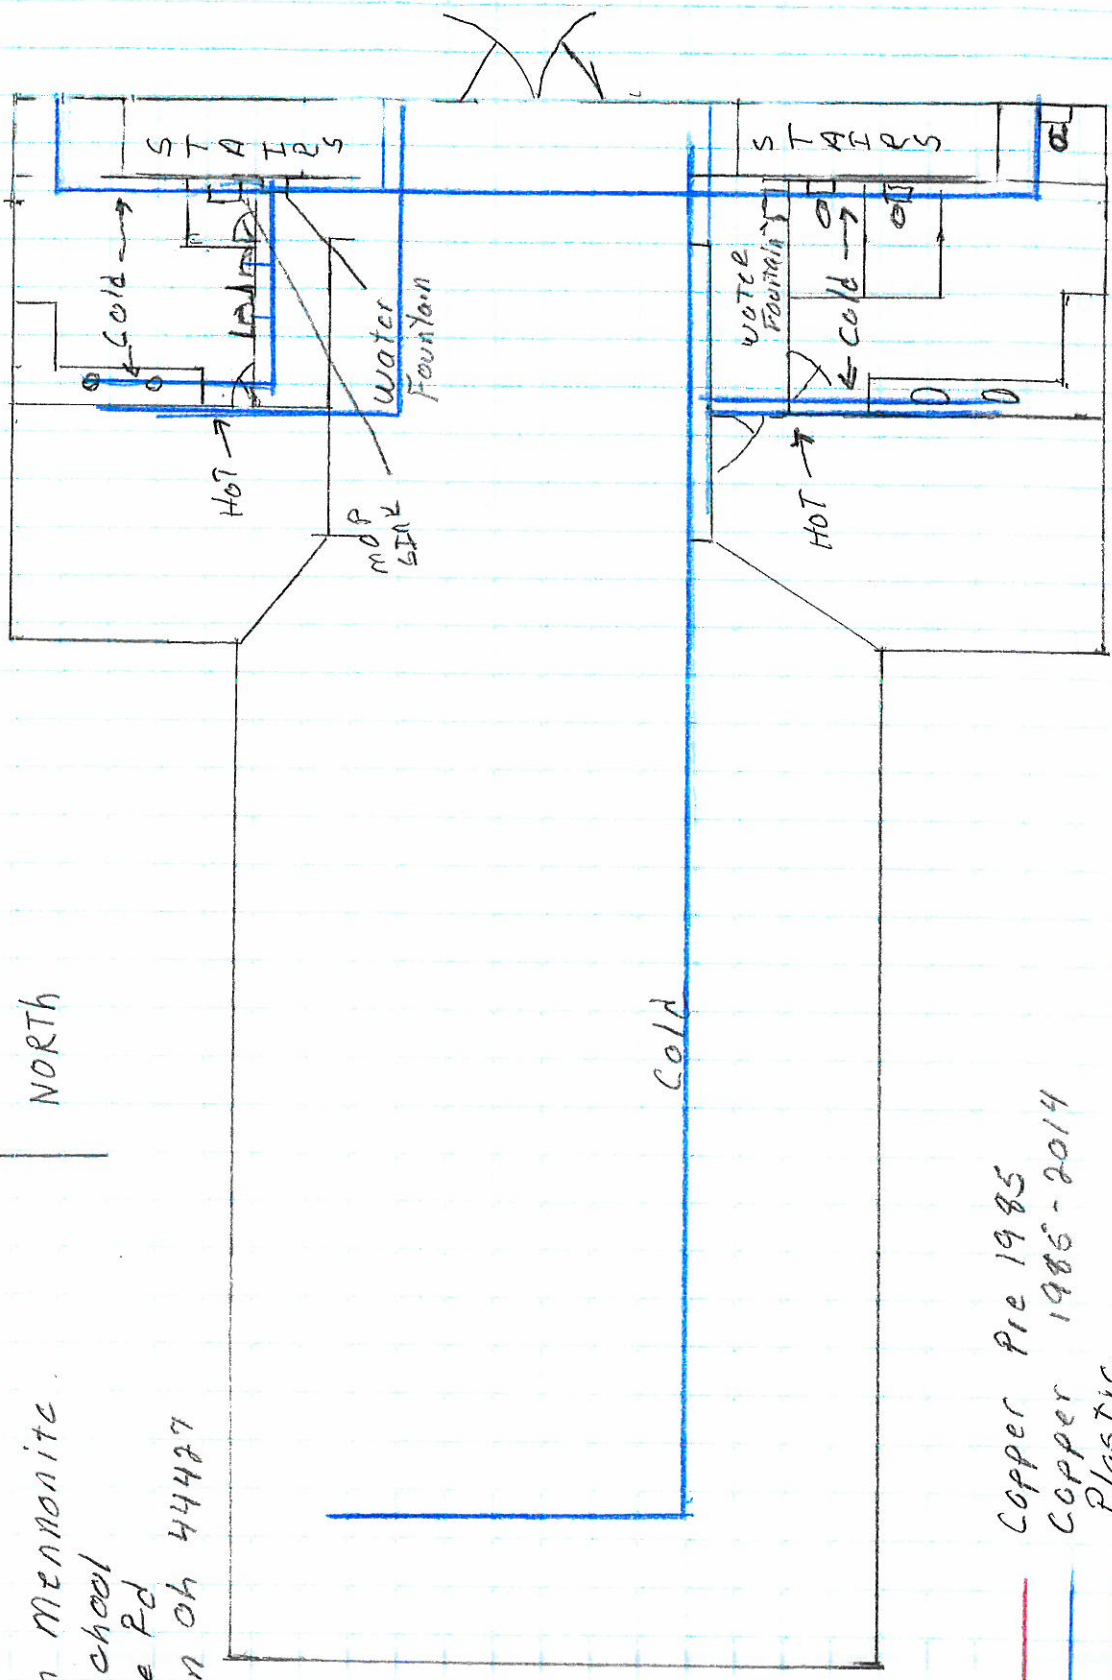 mennonite
chool
Rd
oh 44427
NORTh
STAIRS
Cold
HOT
Water
Fountain
MOP
SINK
STAIRS
WATER
Fountain
Cold
HOT
Cold
Copper Pre 1985
Copper 1985-2014
Plastic